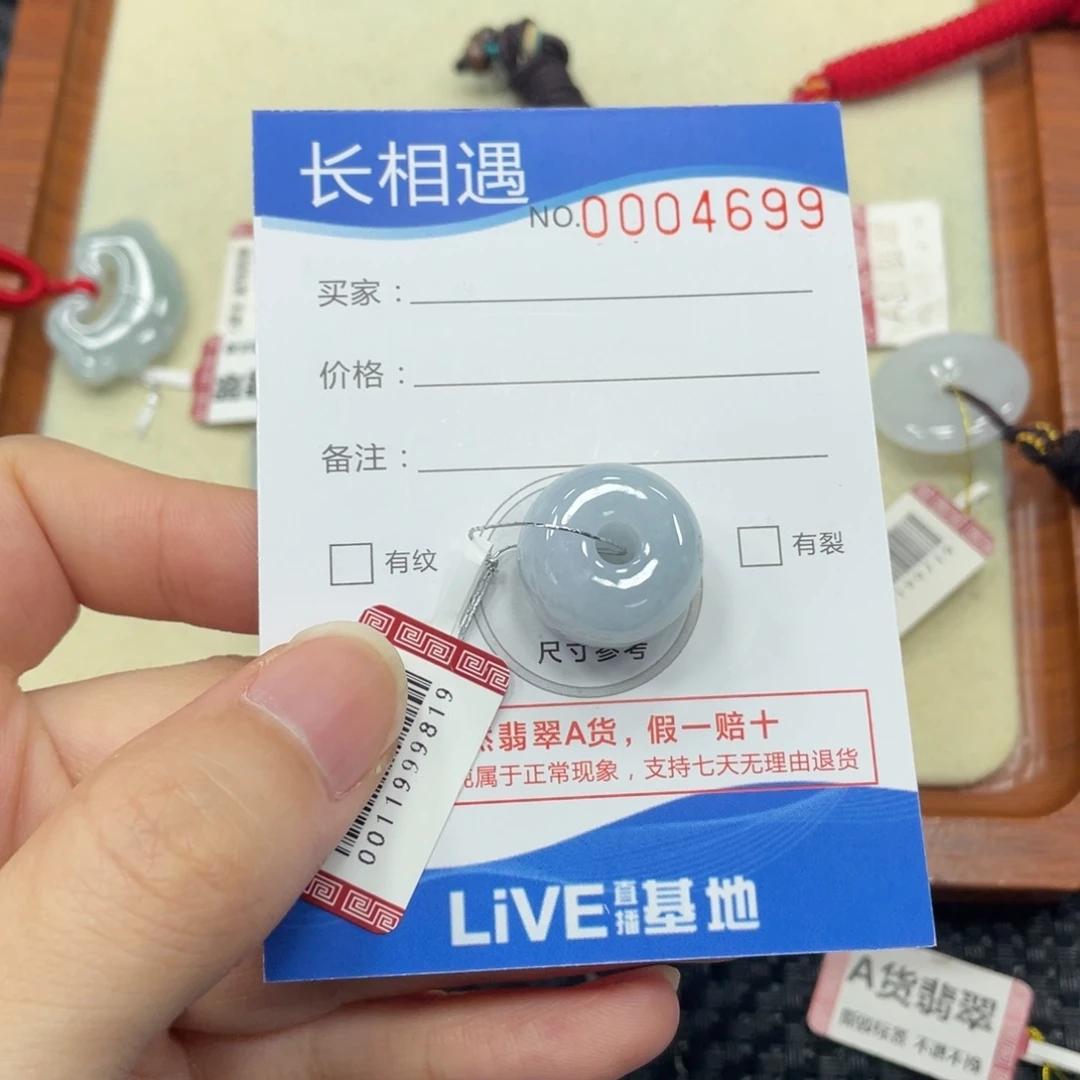 长相遇
NO.0004699
买家：
价格：
备注：
有纹
有裂
尺寸参考
翡翠A货，假一赔十
属于正常现象，支持七天无理由退货
0011999819
LiVE直播基地
A货翡翠